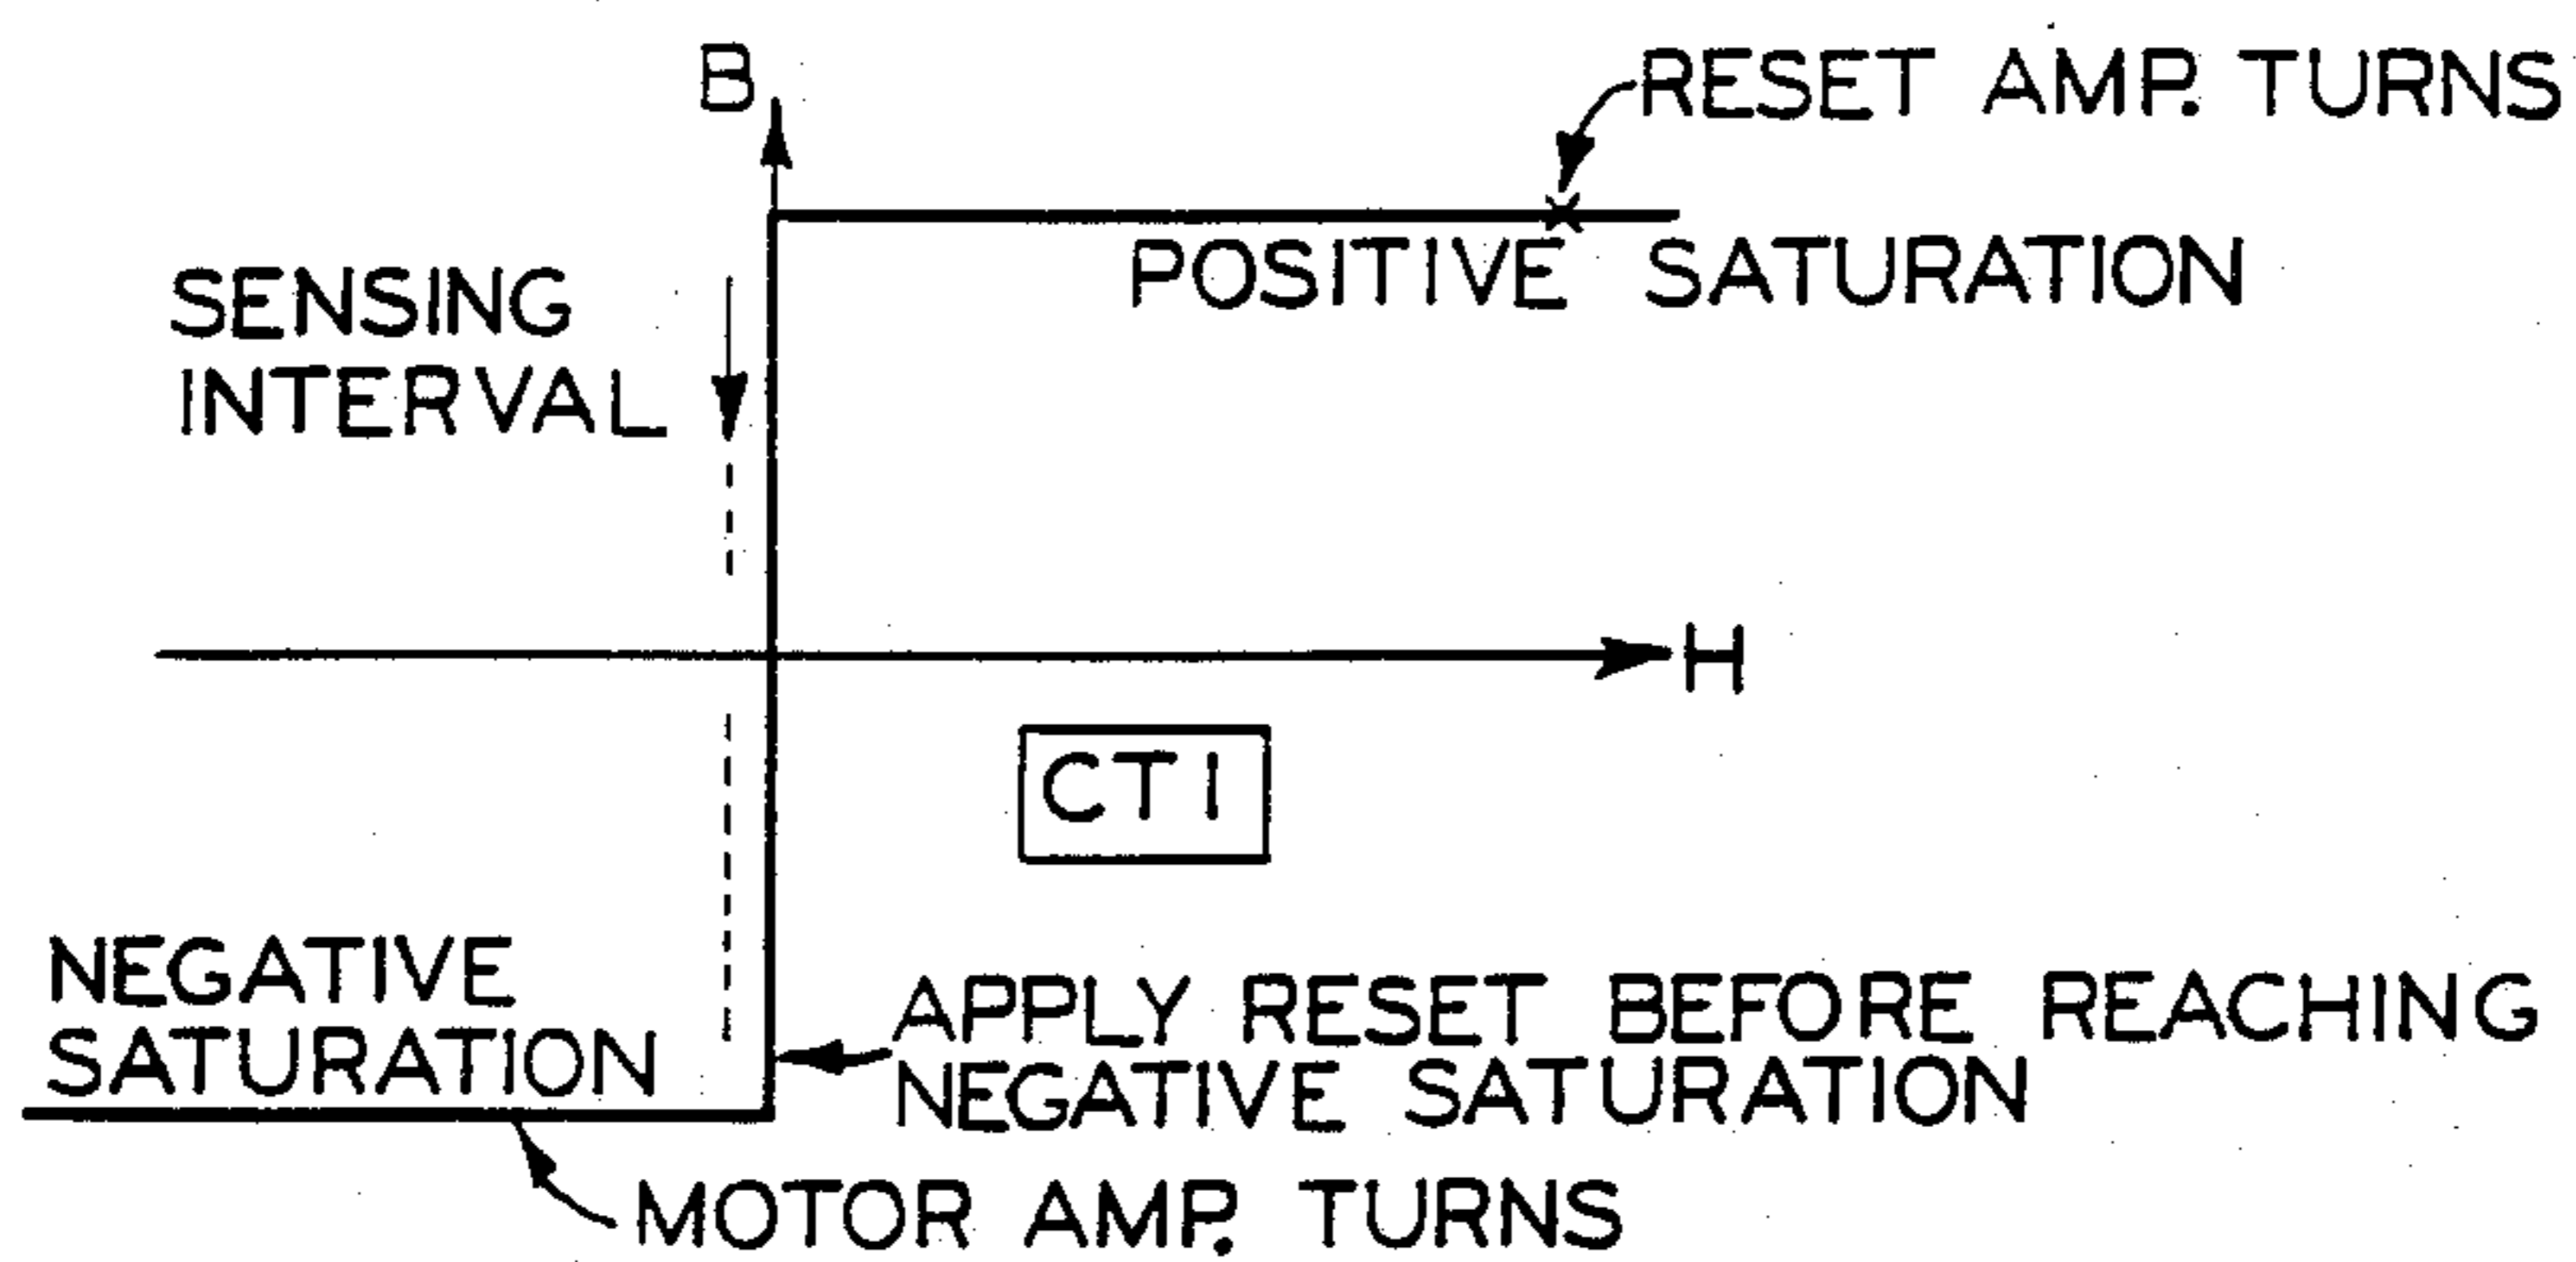 B
RESET AMP. TURNS
POSITIVE SATURATION
SENSING
INTERVAL
H
CT1
NEGATIVE
SATURATION
APPLY RESET BEFORE REACHING
NEGATIVE SATURATION
MOTOR AMP. TURNS